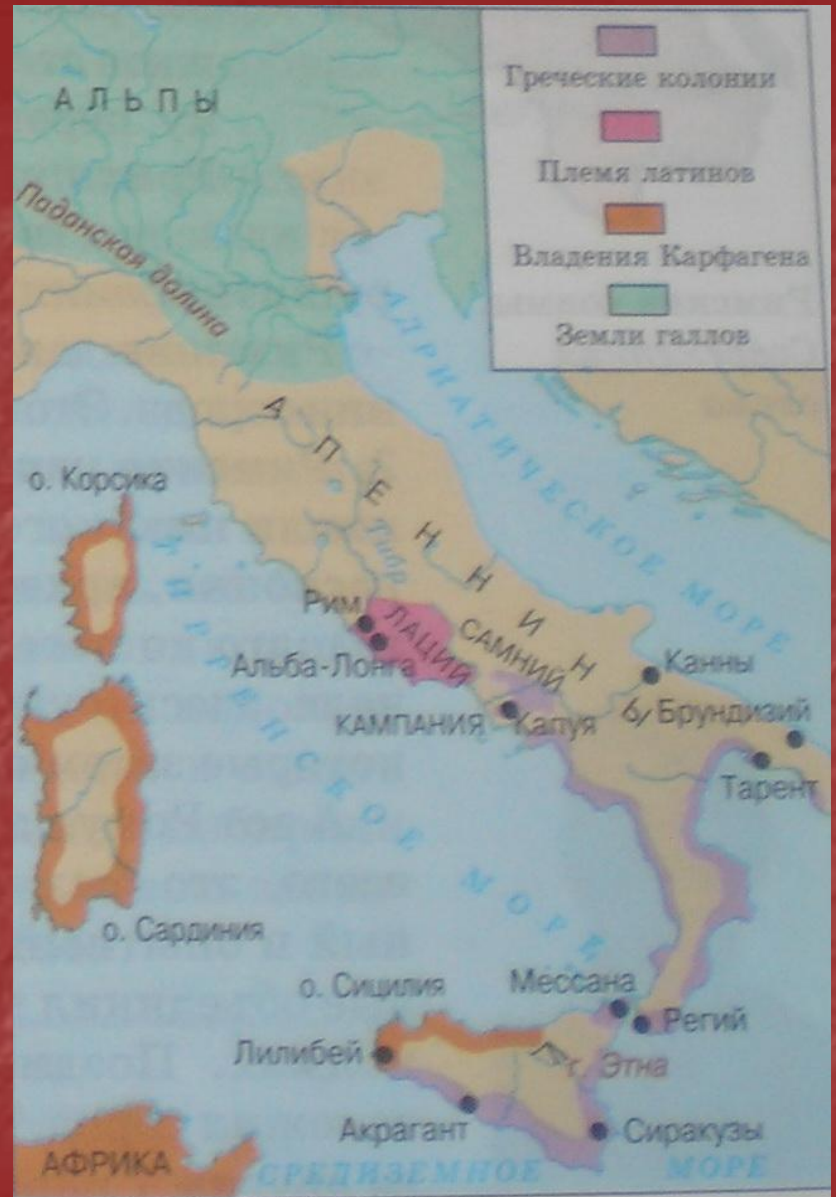 Греческие колонии
Племя латинов
Владения Карфагена
Земли галлов
АЛЬПЫ
Паданская долина
АДРИАТИЧЕСКОЕ МОРЕ
АПЕННИН
о. Корсика
Тибр
ТИРРЕНСКОЕ МОРЕ
Рим
ЛАЦИЙ
САМНИЙ
Альба-Лонга
Канны
КАМПАНИЯ
Капуя
б/
Брундизий
Тарент
о. Сардиния
о. Сицилия
Мессана
Регий
Лилибей
г. Этна
Акрагант
Сиракузы
АФРИКА
СРЕДИЗЕМНОЕ МОРЕ